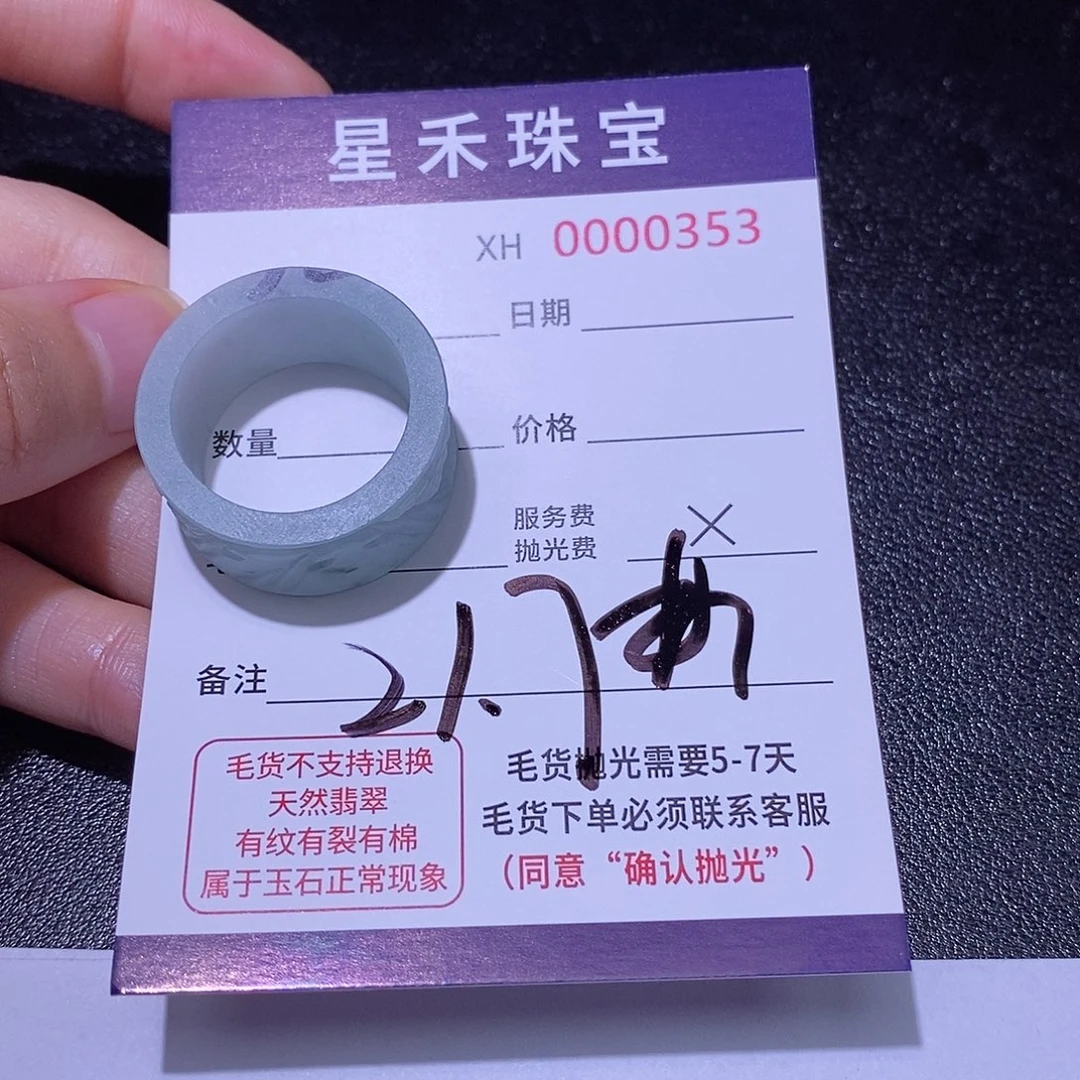 星禾珠宝
XH 0000353
日期
数量 价格
服务费
抛光费
备注 21.7
毛货不支持退换
天然翡翠
有纹有裂有棉
属于玉石正常现象
毛货抛光需要5-7天
毛货下单必须联系客服
（同意“确认抛光”）